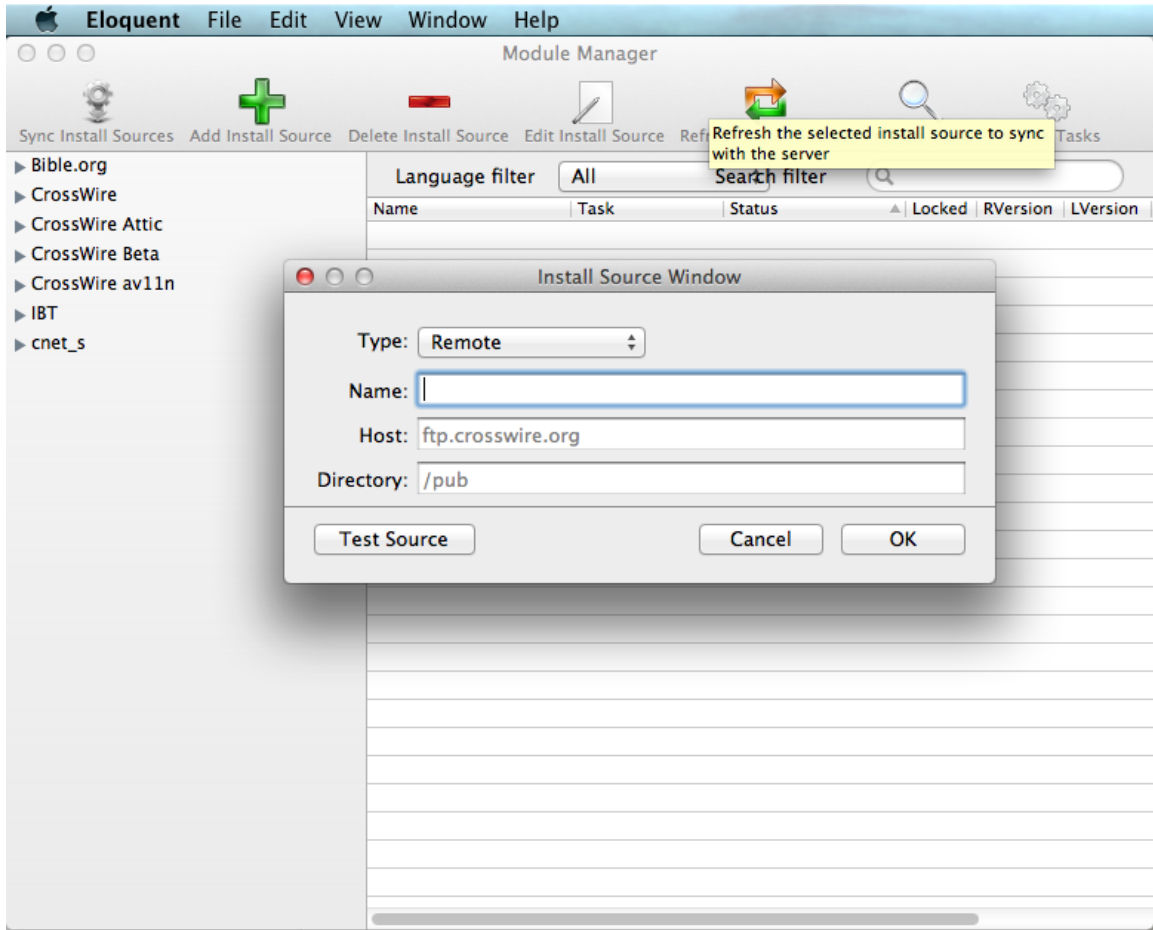 Eloquent File Edit View Window Help
Module Manager
Sync Install Sources Add Install Source Delete Install Source Edit Install Source Tasks
Refresh the selected install source to sync
with the server
Bible.org
CrossWire
CrossWire Attic
CrossWire Beta
CrossWire av11n
IBT
cnet_s
Language filter All Search filter
Name Task Status Locked RVersion LVersion
Install Source Window
Type: Remote
Name:
Host: ftp.crosswire.org
Directory: /pub
Test Source Cancel OK